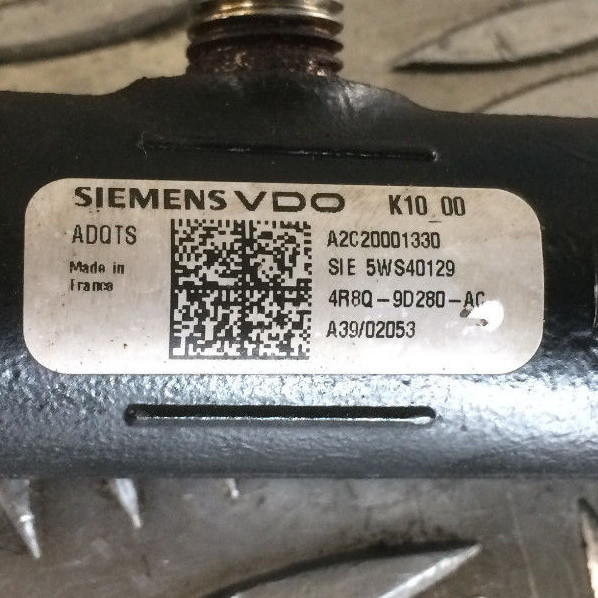 SIEMENS VDO K10_00
ADQTS
Made in
France
A2C20001330
SIE 5WS40129
4R8Q-9D280-AC
A39/02053